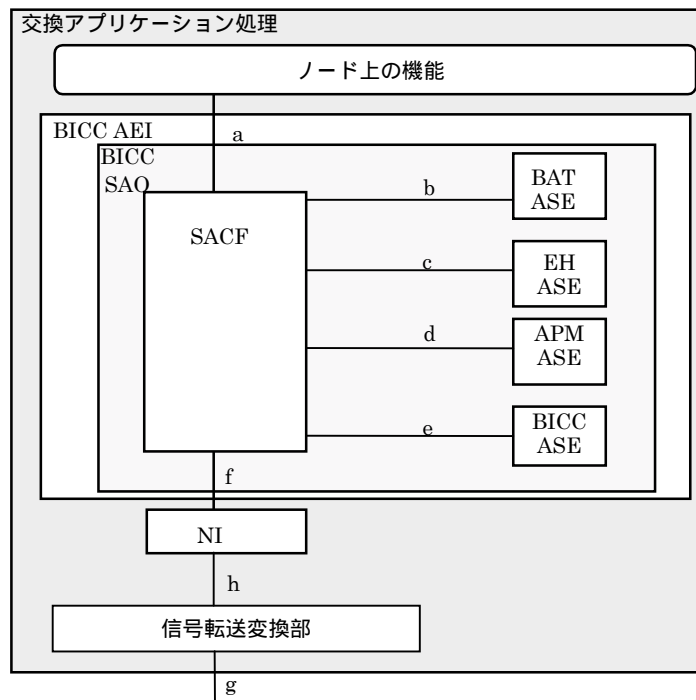 交換アプリケーション処理
ノード上の機能
BICC AEI
a
BICC
SAO
SACF
b
BAT
ASE
c
EH
ASE
d
APM
ASE
e
BICC
ASE
f
NI
h
信号転送変換部
g